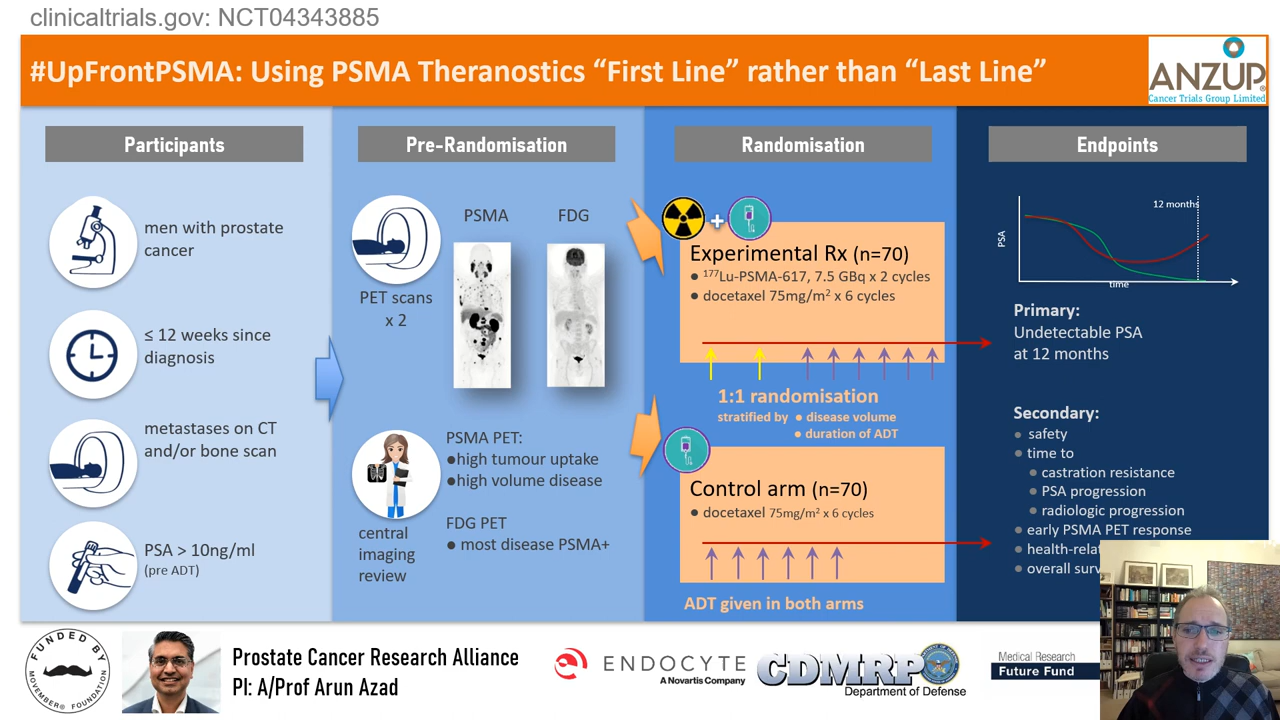 clinicaltrials.gov: NCT04343885
#UpFrontPSMA: Using PSMA Theranostics “First Line” rather than “Last Line”
ANZUP®
Cancer Trials Group Limited
Participants
men with prostate
cancer
≤ 12 weeks since
diagnosis
metastases on CT
and/or bone scan
PSA > 10ng/ml
(pre ADT)
Pre-Randomisation
PSMA FDG
PET scans
x 2
PSMA PET:
●high tumour uptake
●high volume disease
FDG PET
● most disease PSMA+
central
imaging
review
Randomisation
+
Experimental Rx (n=70)
● ¹⁷⁷Lu-PSMA-617, 7.5 GBq x 2 cycles
● docetaxel 75mg/m² x 6 cycles
1:1 randomisation
stratified by ● disease volume
● duration of ADT
Control arm (n=70)
● docetaxel 75mg/m² x 6 cycles
ADT given in both arms
Endpoints
12 months
PSA
time
Primary:
Undetectable PSA
at 12 months
Secondary:
● safety
● time to
● castration resistance
● PSA progression
● radiologic progression
● early PSMA PET response
● health-rela
● overall surv
FUNDED BY
MOVEMBER® FOUNDATION
Prostate Cancer Research Alliance
PI: A/Prof Arun Azad
ENDOCYTE
A Novartis Company
CDMRP
Department of Defense
Medical Research
Future Fund